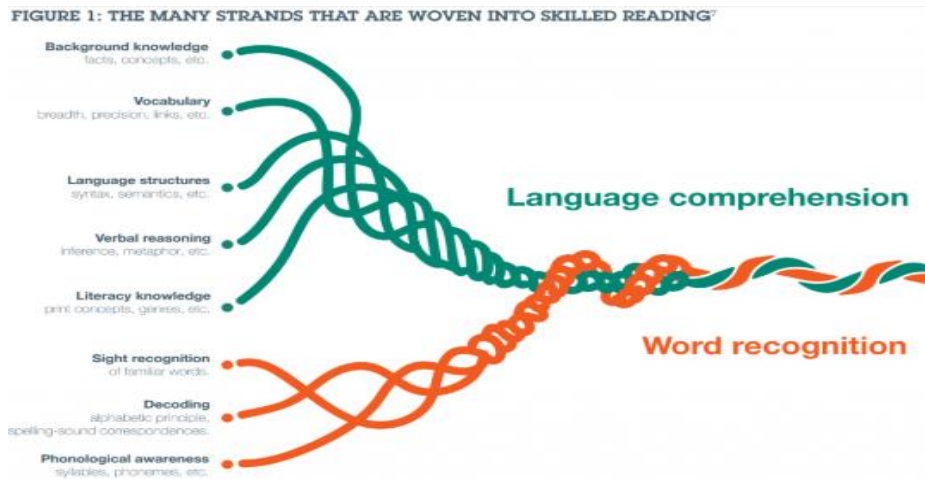 FIGURE 1: THE MANY STRANDS THAT ARE WOVEN INTO SKILLED READING7
Background knowledge
facts, concepts, etc.
Vocabulary
breadth, precision, links, etc.
Language structures
syntax, semantics, etc.
Verbal reasoning
inference, metaphor, etc.
Literacy knowledge
print concepts, genres, etc.
Language comprehension
Sight recognition
of familiar words.
Decoding
alphabetic principle,
spelling-sound correspondences.
Phonological awareness
syllables, phonemes, etc.
Word recognition